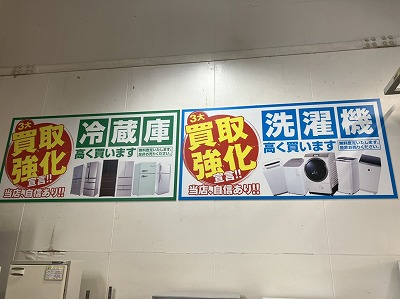 3大
買取
強化
宣言!!
当店、自信あり!!
冷蔵庫
高く買います
3大
買取
強化
宣言!!
当店、自信あり!!
洗濯機
高く買います